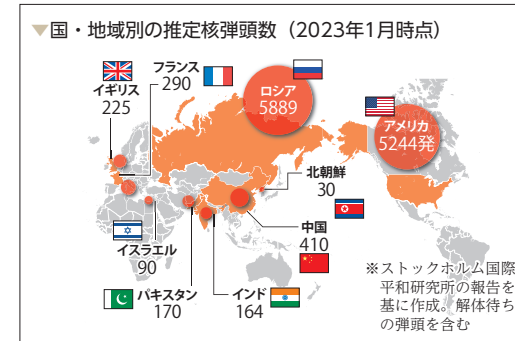 ▼国・地域別の推定核弾頭数（2023年1月時点）
フランス
290
イギリス
225
ロシア
5889
アメリカ
5244発
北朝鮮
30
中国
410
イスラエル
90
パキスタン
170
インド
164
※ストックホルム国際
平和研究所の報告を
基に作成。解体待ち
の弾頭を含む